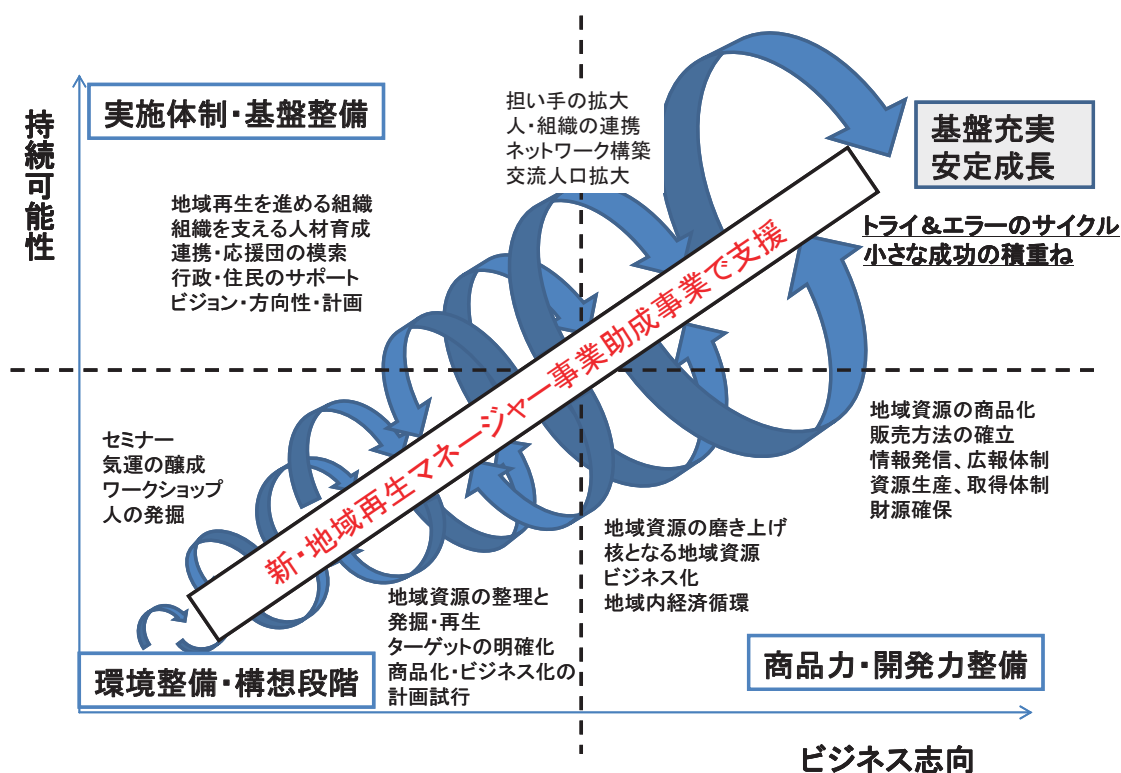 持続可能性
実施体制・基盤整備
担い手の拡大
人・組織の連携
ネットワーク構築
交流人口拡大
基盤充実
安定成長
トライ＆エラーのサイクル
小さな成功の積重ね
地域再生を進める組織
組織を支える人材育成
連携・応援団の模索
行政・住民のサポート
ビジョン・方向性・計画
新・地域再生マネージャー事業助成事業で支援
セミナー
気運の醸成
ワークショップ
人の発掘
地域資源の商品化
販売方法の確立
情報発信、広報体制
資源生産、取得体制
財源確保
地域資源の磨き上げ
核となる地域資源
ビジネス化
地域内経済循環
地域資源の整理と
発掘・再生
ターゲットの明確化
商品化・ビジネス化の
計画試行
環境整備・構想段階
商品力・開発力整備
ビジネス志向